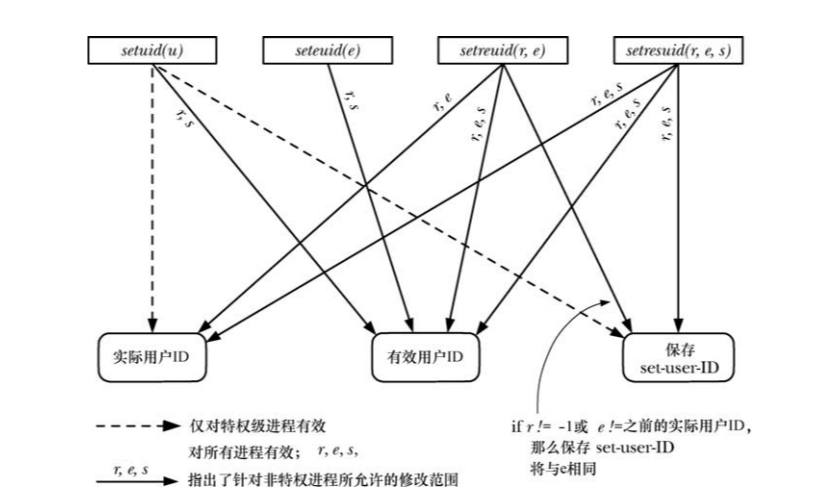 setuid(u)
seteuid(e)
setreuid(r, e)
setresuid(r, e, s)
r, s
r, s
r, e
r, e, s
r, e, s
r, e, s
r, e, s
实际用户ID
有效用户ID
保存
set-user-ID
仅对特权级进程有效
对所有进程有效； r, e, s,
r, e, s
指出了针对非特权进程所允许的修改范围
if r != -1或 e !=之前的实际用户ID，
那么保存 set-user-ID
将与e相同